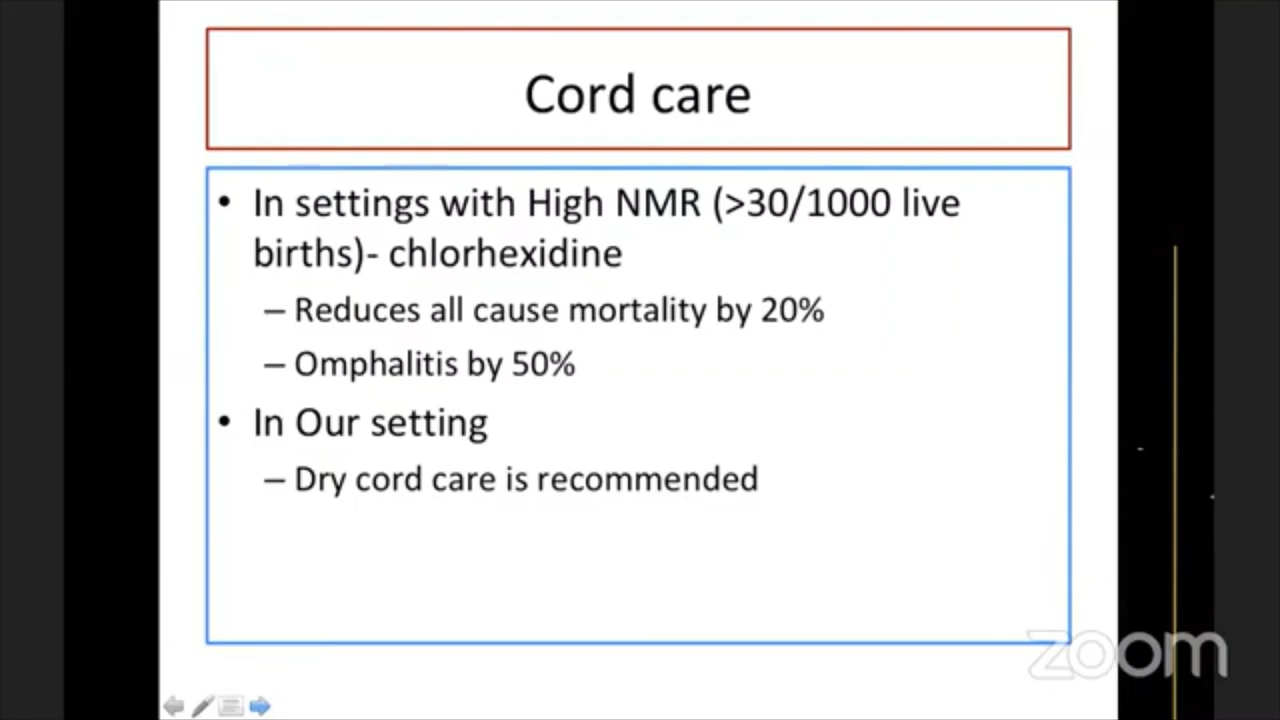 Cord care
• In settings with High NMR (>30/1000 live
births)- chlorhexidine
– Reduces all cause mortality by 20%
– Omphalitis by 50%
• In Our setting
– Dry cord care is recommended
zoom